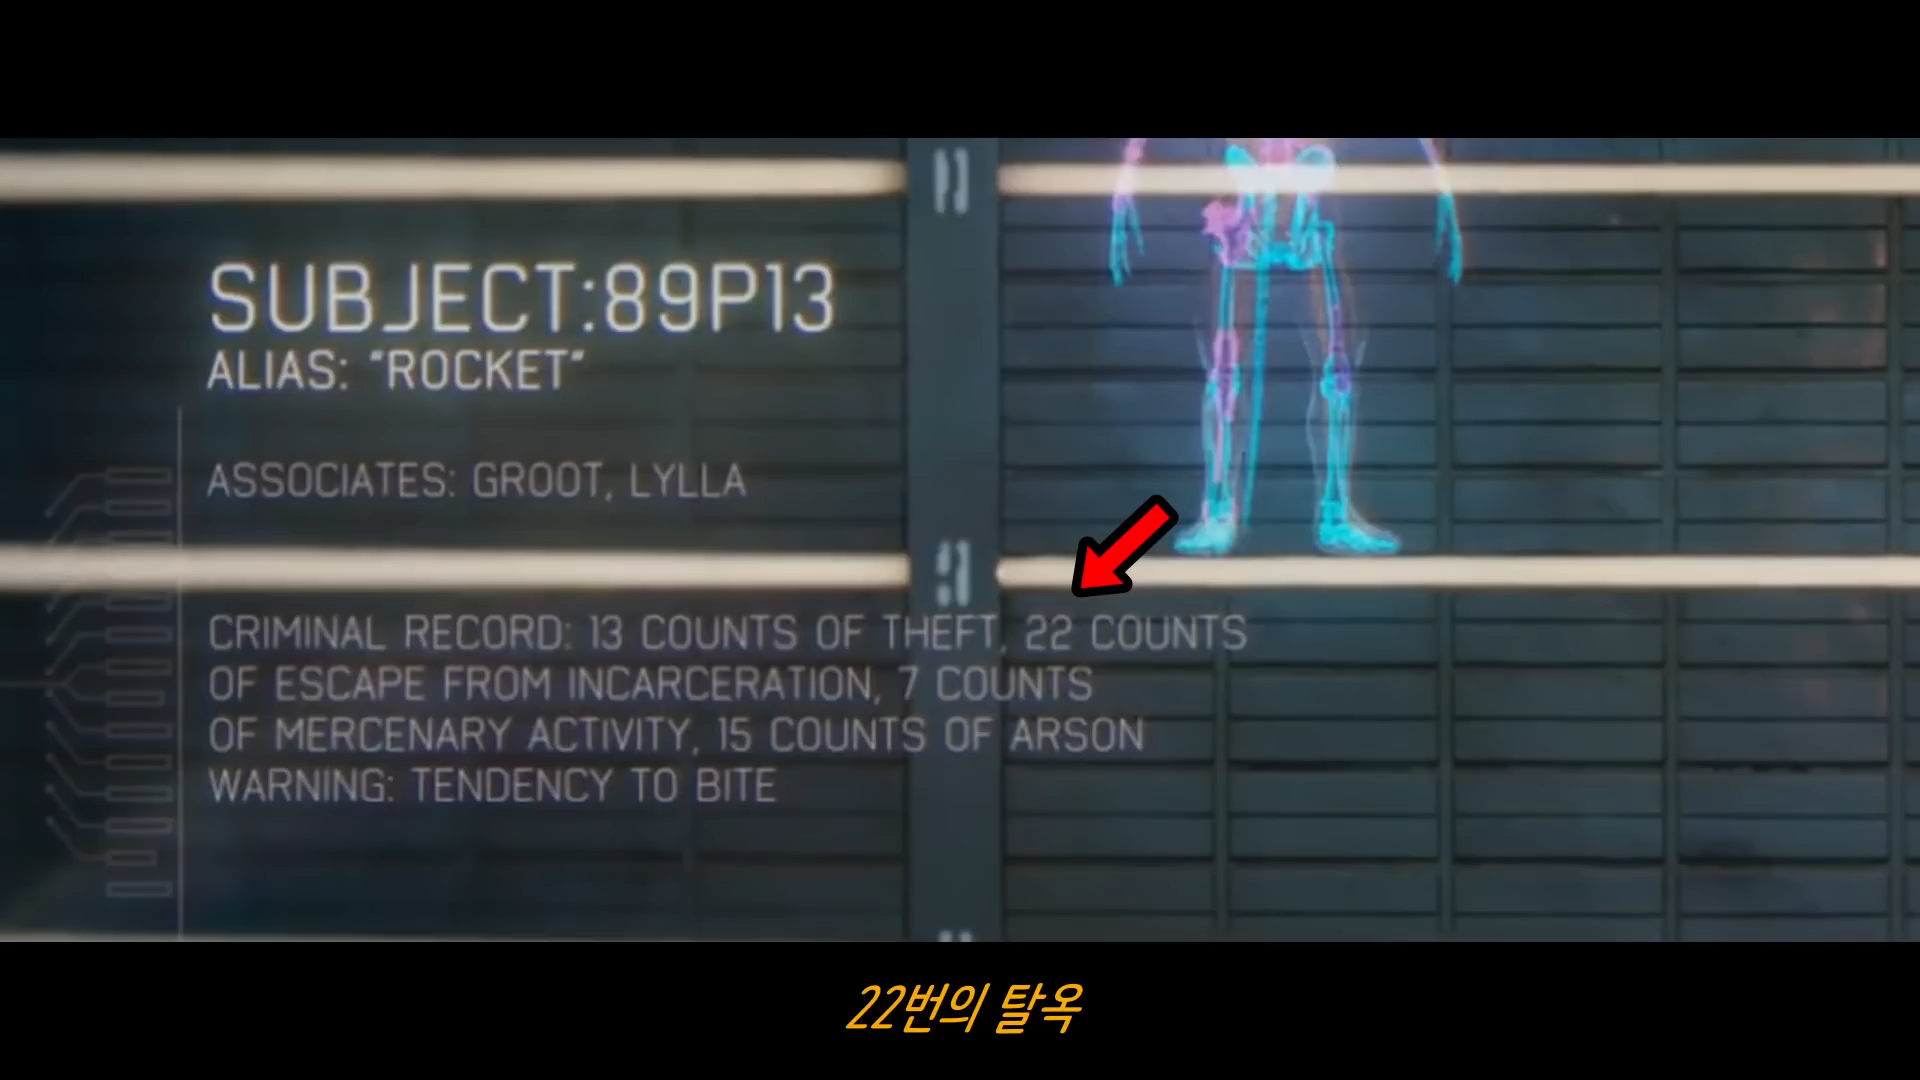 SUBJECT:89P13
ALIAS: "ROCKET"
ASSOCIATES: GROOT, LYLLA
CRIMINAL RECORD: 13 COUNTS OF THEFT, 22 COUNTS
OF ESCAPE FROM INCARCERATION, 7 COUNTS
OF MERCENARY ACTIVITY, 15 COUNTS OF ARSON
WARNING: TENDENCY TO BITE
22번의 탈옥